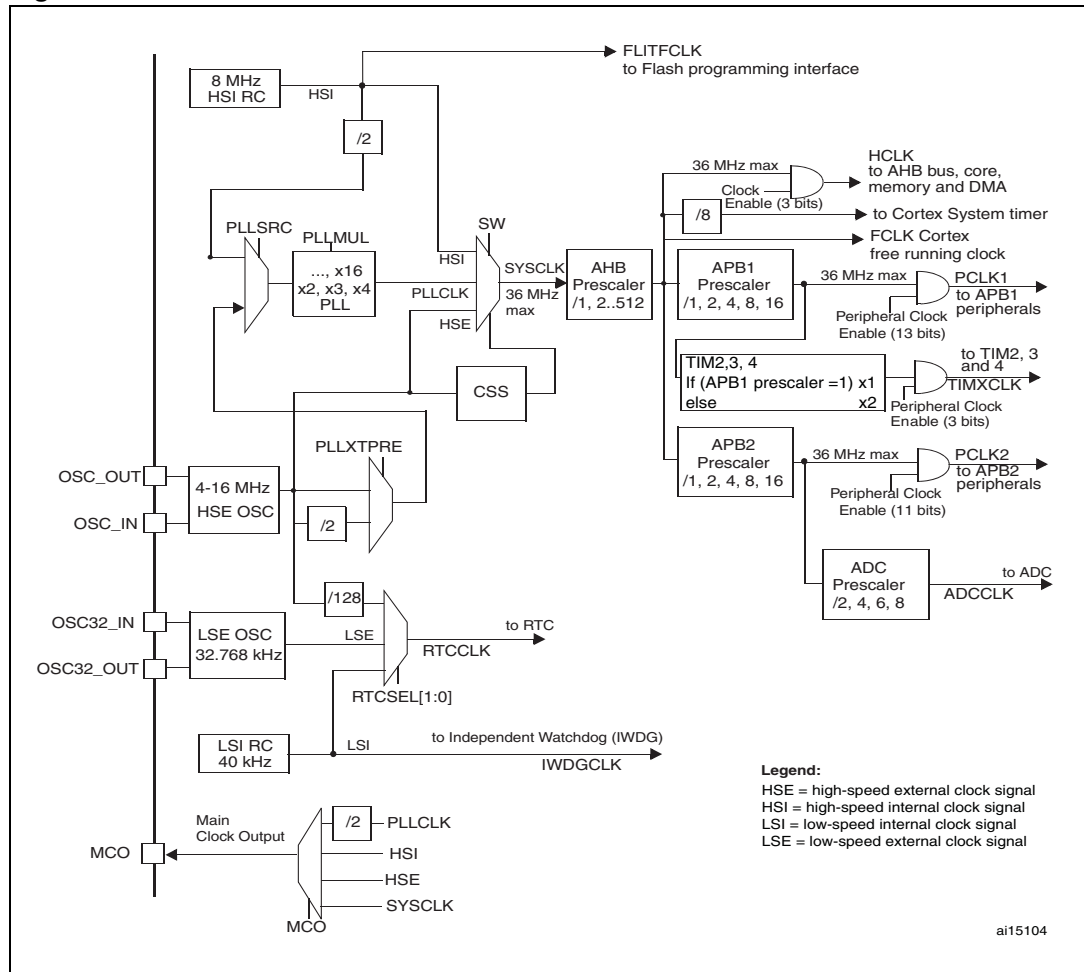 FLITFCLK
to Flash programming interface
8 MHz
HSI RC
HSI
/2
36 MHz max
HCLK
to AHB bus, core,
memory and DMA
Clock
Enable (3 bits)
/8
to Cortex System timer
FCLK Cortex
free running clock
PLLSRC
PLLMUL
..., x16
x2, x3, x4
PLL
SW
HSI
PLLCLK
HSE
SYSCLK
36 MHz
max
AHB
Prescaler
/1, 2..512
APB1
Prescaler
/1, 2, 4, 8, 16
36 MHz max
PCLK1
to APB1
peripherals
Peripheral Clock
Enable (13 bits)
TIM2,3, 4
If (APB1 prescaler =1) x1
else x2
to TIM2, 3
and 4
TIMXCLK
Peripheral Clock
Enable (3 bits)
CSS
PLLXTPRE
OSC_OUT
OSC_IN
4-16 MHz
HSE OSC
/2
APB2
Prescaler
/1, 2, 4, 8, 16
36 MHz max
PCLK2
to APB2
peripherals
Peripheral Clock
Enable (11 bits)
ADC
Prescaler
/2, 4, 6, 8
to ADC
ADCCLK
/128
OSC32_IN
OSC32_OUT
LSE OSC
32.768 kHz
LSE
to RTC
RTCCLK
RTCSEL[1:0]
LSI RC
40 kHz
LSI
to Independent Watchdog (IWDG)
IWDGCLK
Legend:
HSE = high-speed external clock signal
HSI = high-speed internal clock signal
LSI = low-speed internal clock signal
LSE = low-speed external clock signal
Main
Clock Output
MCO
/2
PLLCLK
HSI
HSE
SYSCLK
MCO
ai15104